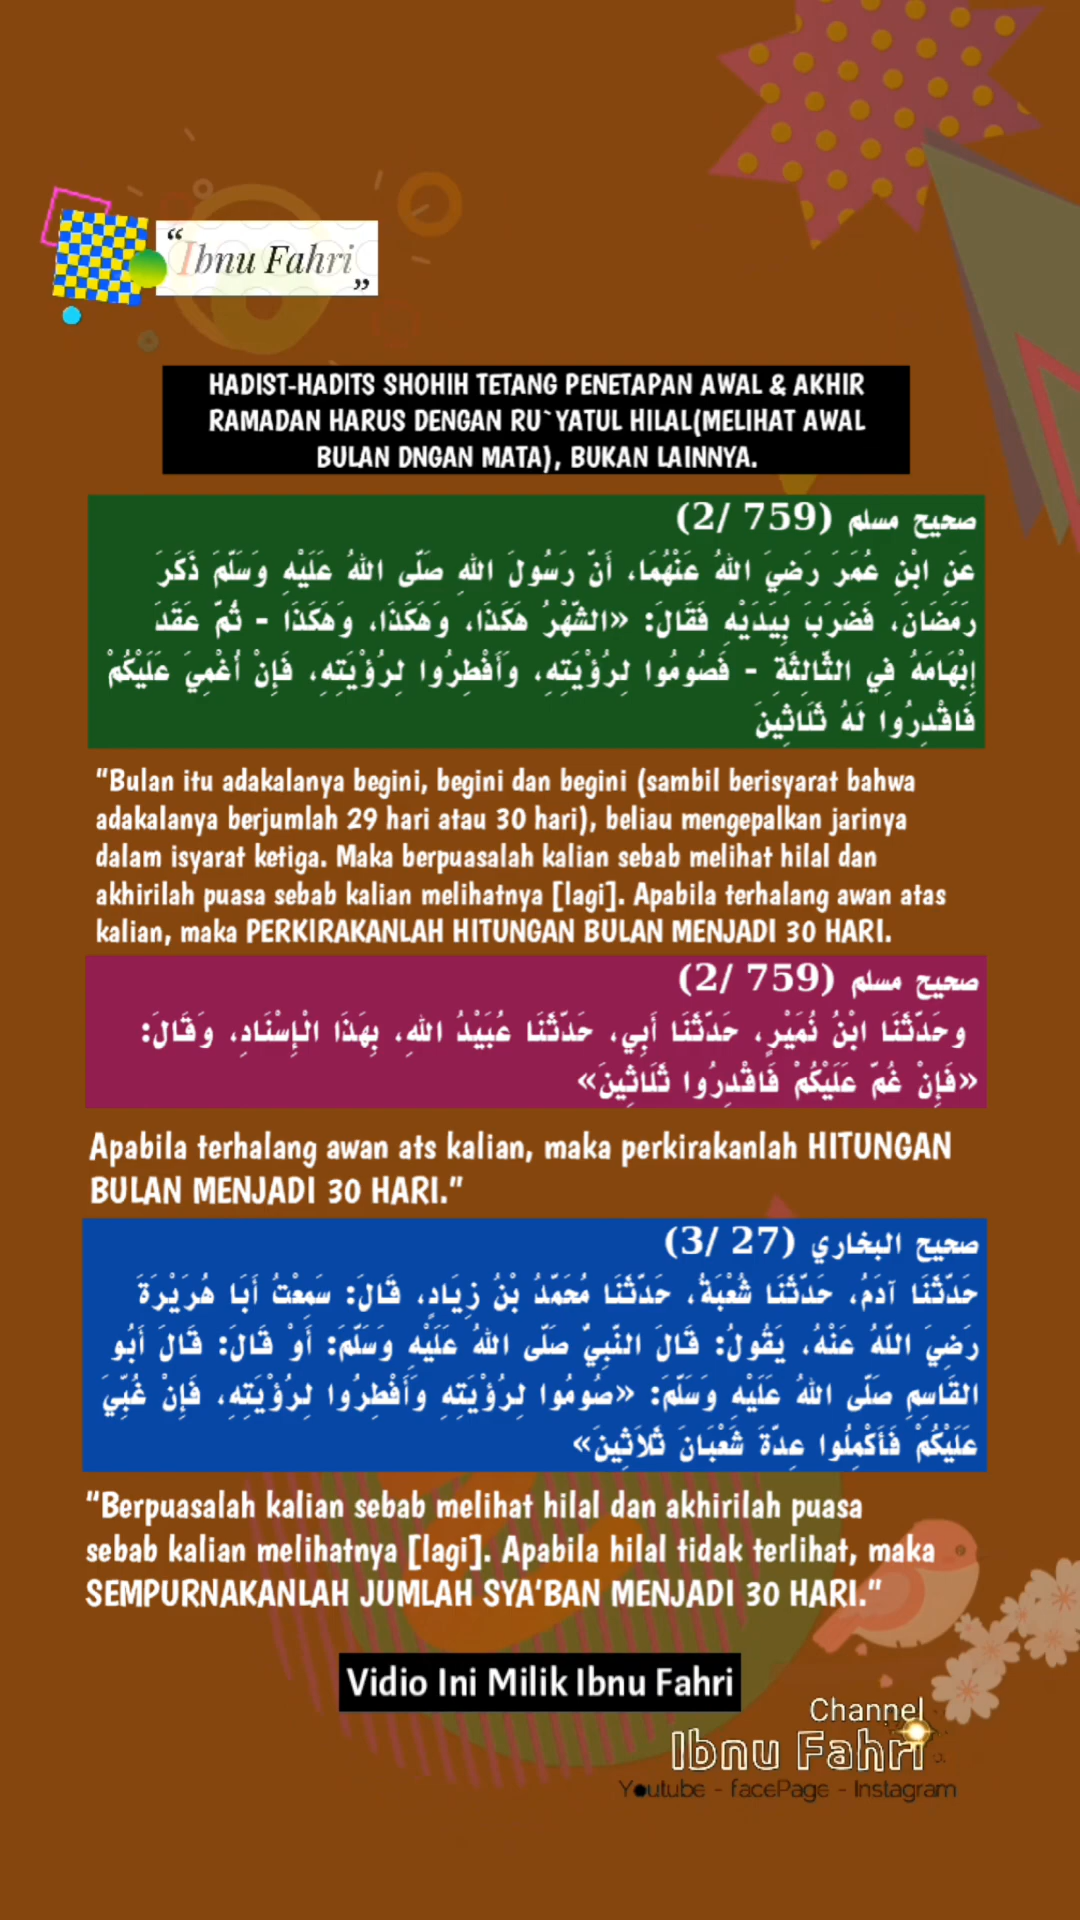 “Ibnu Fahri”
HADIST-HADITS SHOHIH TETANG PENETAPAN AWAL & AKHIR
RAMADAN HARUS DENGAN RU`YATUL HILAL(MELIHAT AWAL
BULAN DNGAN MATA), BUKAN LAINNYA.
صحيح مسلم (2/ 759)
عَنِ ابْنِ عُمَرَ رَضِيَ اللهُ عَنْهُمَا، أَنَّ رَسُولَ اللهِ صَلَّى اللهُ عَلَيْهِ وَسَلَّمَ ذَكَرَ
رَمَضَانَ، فَضَرَبَ بِيَدَيْهِ فَقَالَ: «الشَّهْرُ هَكَذَا، وَهَكَذَا، وَهَكَذَا - ثُمَّ عَقَدَ
إِبْهَامَهُ فِي الثَّالِثَةِ - فَصُومُوا لِرُؤْيَتِهِ، وَأَفْطِرُوا لِرُؤْيَتِهِ، فَإِنْ أُغْمِيَ عَلَيْكُمْ
فَاقْدِرُوا لَهُ ثَلَاثِينَ
"Bulan itu adakalanya begini, begini dan begini (sambil berisyarat bahwa
adakalanya berjumlah 29 hari atau 30 hari), beliau mengepalkan jarinya
dalam isyarat ketiga. Maka berpuasalah kalian sebab melihat hilal dan
akhirilah puasa sebab kalian melihatnya [lagi]. Apabila terhalang awan atas
kalian, maka PERKIRAKANLAH HITUNGAN BULAN MENJADI 30 HARI.
صحيح مسلم (2/ 759)
وحَدَّثَنَا ابْنُ نُمَيْرٍ، حَدَّثَنَا أَبِي، حَدَّثَنَا عُبَيْدُ اللهِ، بِهَذَا الْإِسْنَادِ، وَقَالَ:
«فَإِنْ غُمَّ عَلَيْكُمْ فَاقْدِرُوا ثَلَاثِينَ»
Apabila terhalang awan ats kalian, maka perkirakanlah HITUNGAN
BULAN MENJADI 30 HARI."
صحيح البخاري (3/ 27)
حَدَّثَنَا آدَمُ، حَدَّثَنَا شُعْبَةُ، حَدَّثَنَا مُحَمَّدُ بْنُ زِيَادٍ، قَالَ: سَمِعْتُ أَبَا هُرَيْرَةَ
رَضِيَ اللَّهُ عَنْهُ، يَقُولُ: قَالَ النَّبِيُّ صَلَّى اللهُ عَلَيْهِ وَسَلَّمَ: أَوْ قَالَ: قَالَ أَبُو
القَاسِمِ صَلَّى اللهُ عَلَيْهِ وَسَلَّمَ: «صُومُوا لِرُؤْيَتِهِ وَأَفْطِرُوا لِرُؤْيَتِهِ، فَإِنْ غُبِّيَ
عَلَيْكُمْ فَأَكْمِلُوا عِدَّةَ شَعْبَانَ ثَلاَثِينَ»
"Berpuasalah kalian sebab melihat hilal dan akhirilah puasa
sebab kalian melihatnya [lagi]. Apabila hilal tidak terlihat, maka
SEMPURNAKANLAH JUMLAH SYA'BAN MENJADI 30 HARI."
Vidio Ini Milik Ibnu Fahri
Channel
Ibnu Fahri
Youtube - facePage - Instagram